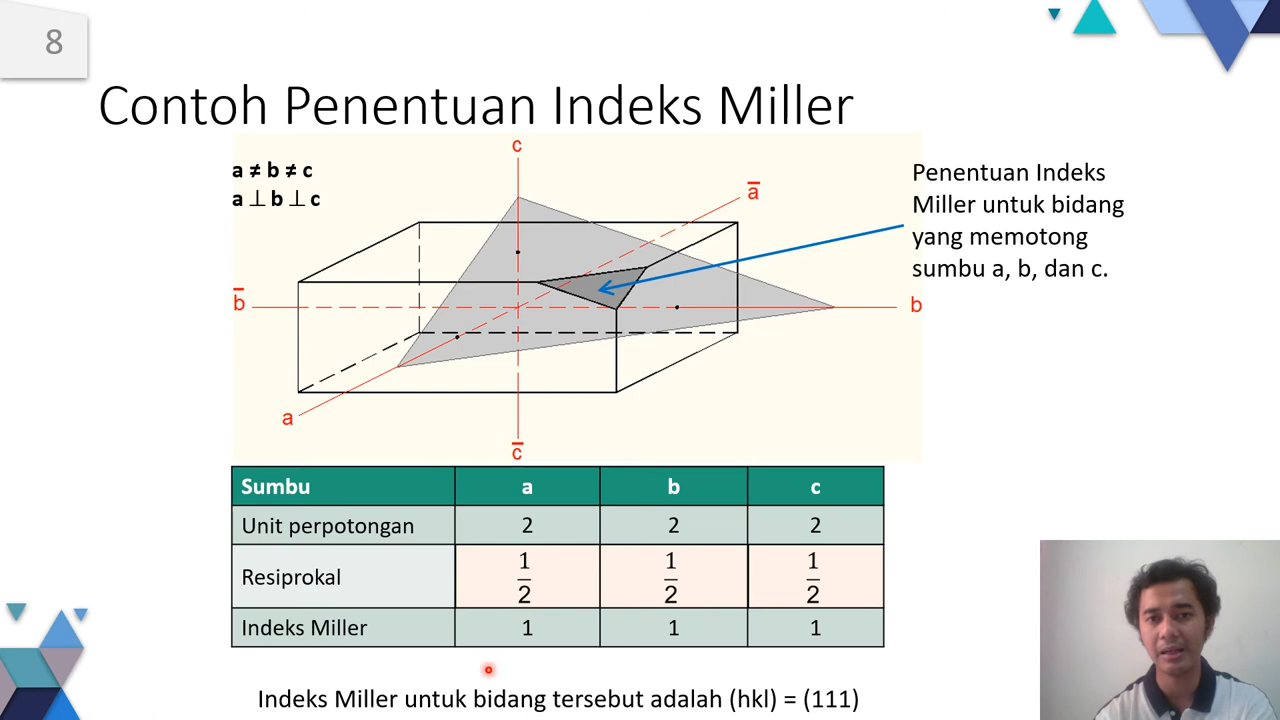 8
Contoh Penentuan Indeks Miller
a ≠ b ≠ c
a ⊥ b ⊥ c
c
a̅
b̅
b
a
c̅
Penentuan Indeks
Miller untuk bidang
yang memotong
sumbu a, b, dan c.
Sumbu a b c
Unit perpotongan 2 2 2
Resiprokal 1/2 1/2 1/2
Indeks Miller 1 1 1
Indeks Miller untuk bidang tersebut adalah (hkl) = (111)